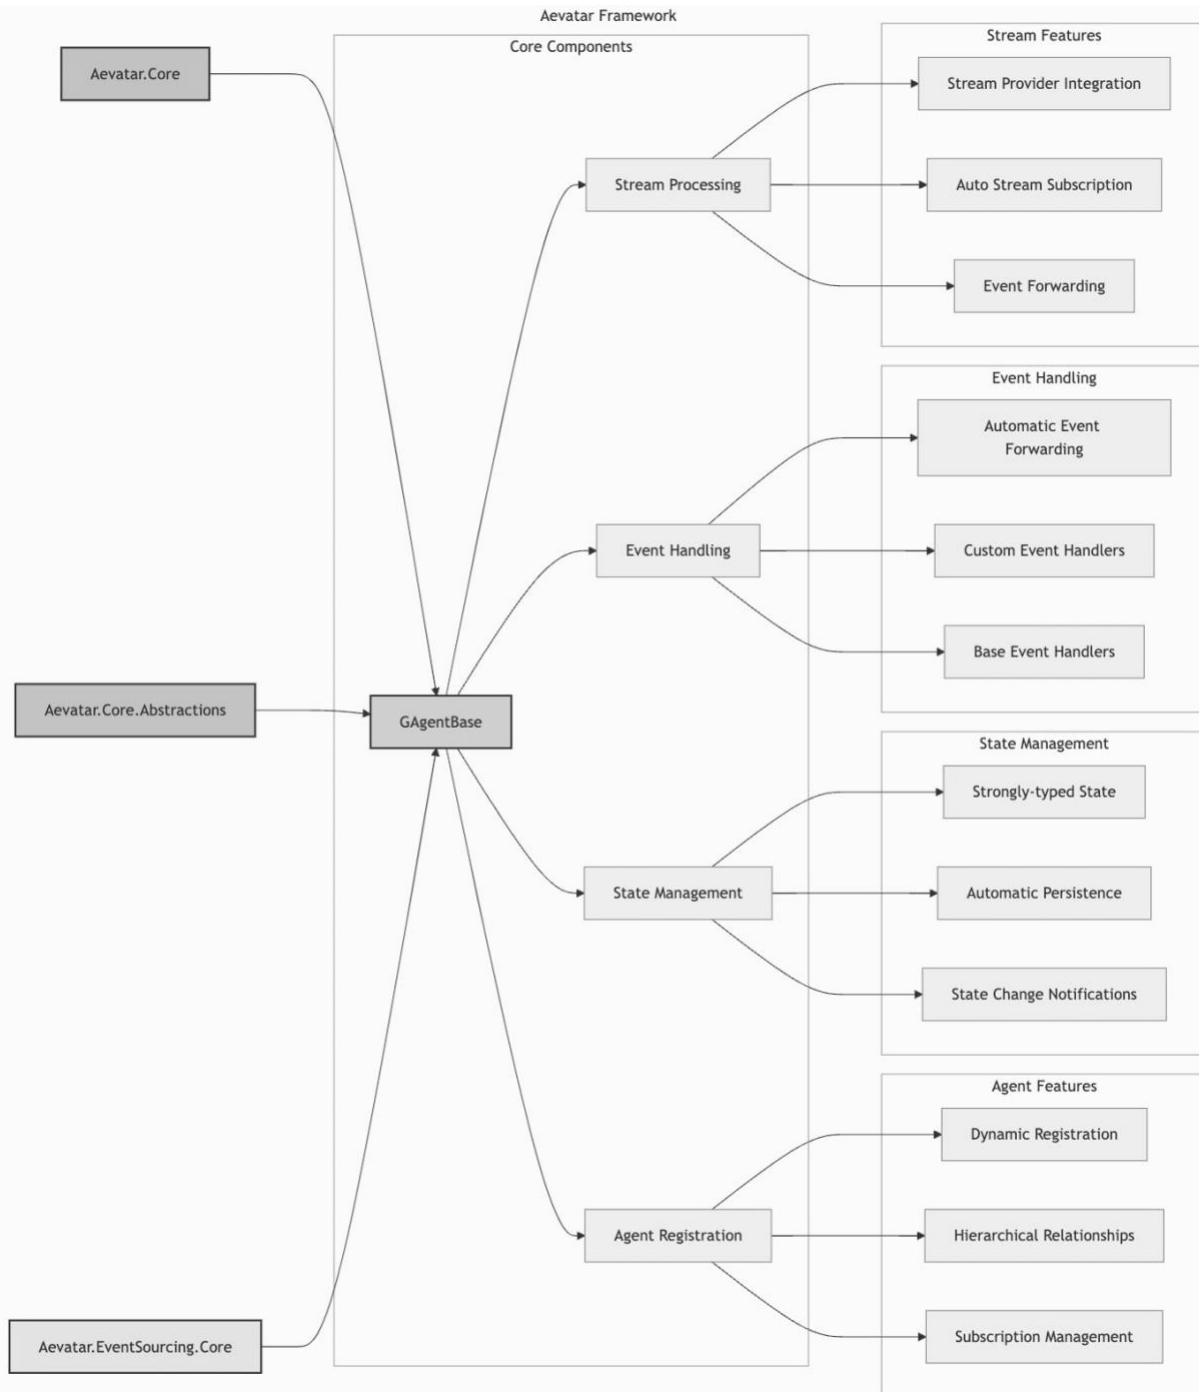 Aevatar Framework
Core Components
Aevatar.Core
Aevatar.Core.Abstractions
Aevatar.EventSourcing.Core
GAgentBase
Stream Processing
Event Handling
State Management
Agent Registration
Stream Features
Stream Provider Integration
Auto Stream Subscription
Event Forwarding
Event Handling
Automatic Event
Forwarding
Custom Event Handlers
Base Event Handlers
State Management
Strongly-typed State
Automatic Persistence
State Change Notifications
Agent Features
Dynamic Registration
Hierarchical Relationships
Subscription Management